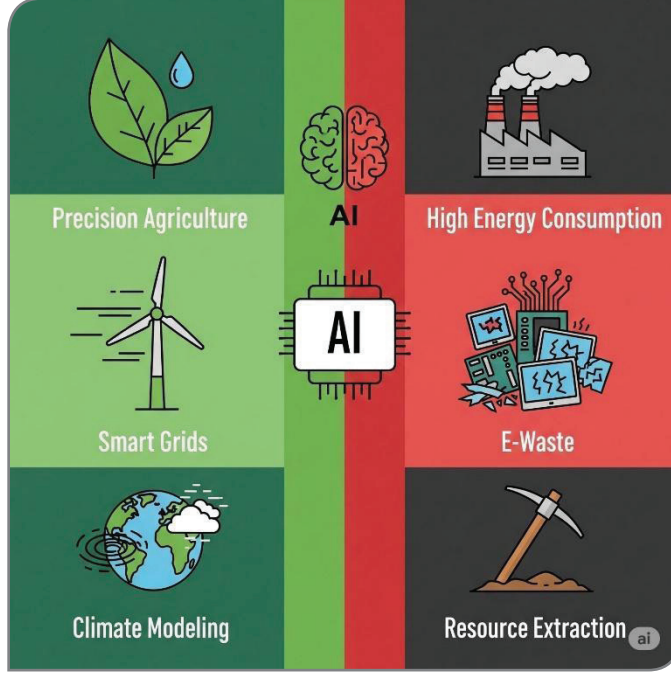 AI
Precision Agriculture
High Energy Consumption
AI
Smart Grids
E-Waste
Climate Modeling
Resource Extraction
ai